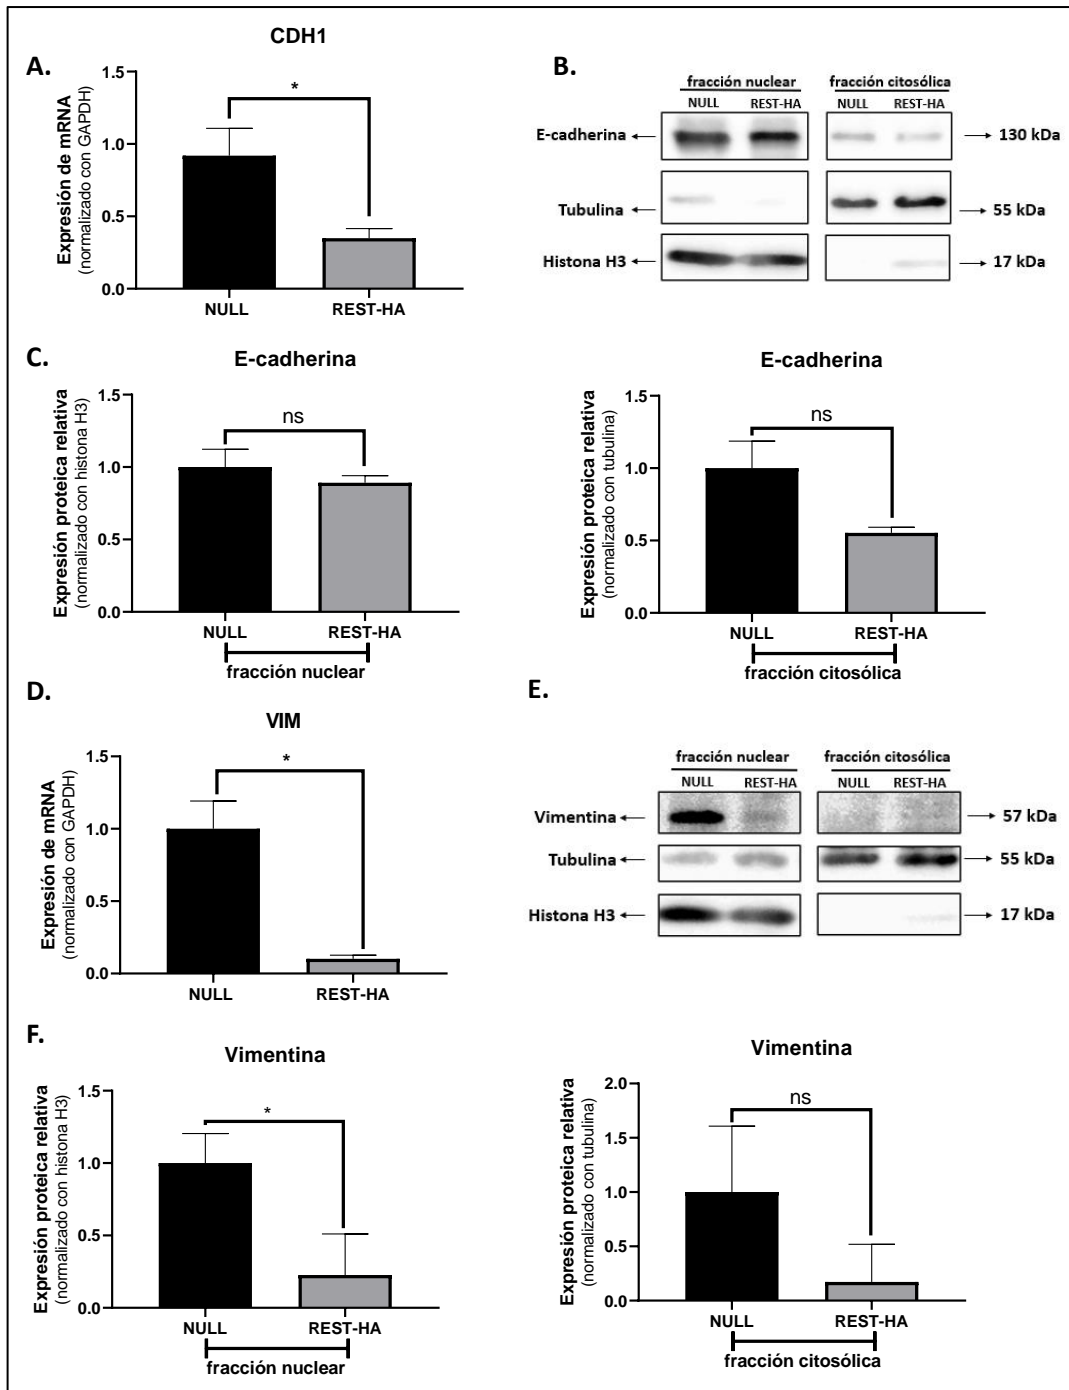 A.
CDH1
Expresión de mRNA
(normalizado con GAPDH)
1.5
1.0
0.5
0.0
*
NULL
REST-HA
B.
fracción nuclear
fracción citosólica
NULL
REST-HA
NULL
REST-HA
E-cadherina
130 kDa
Tubulina
55 kDa
Histona H3
17 kDa
C.
E-cadherina
Expresión proteica relativa
(normalizado con histona H3)
1.5
1.0
0.5
0.0
ns
NULL
REST-HA
fracción nuclear
E-cadherina
Expresión proteica relativa
(normalizado con tubulina)
1.5
1.0
0.5
0.0
ns
NULL
REST-HA
fracción citosólica
D.
VIM
Expresión de mRNA
(normalizado con GAPDH)
1.5
1.0
0.5
0.0
*
NULL
REST-HA
E.
fracción nuclear
fracción citosólica
NULL
REST-HA
NULL
REST-HA
Vimentina
57 kDa
Tubulina
55 kDa
Histona H3
17 kDa
F.
Vimentina
Expresión proteica relativa
(normalizado con histona H3)
1.5
1.0
0.5
0.0
*
NULL
REST-HA
fracción nuclear
Vimentina
Expresión proteica relativa
(normalizado con tubulina)
2.0
1.5
1.0
0.5
0.0
ns
NULL
REST-HA
fracción citosólica